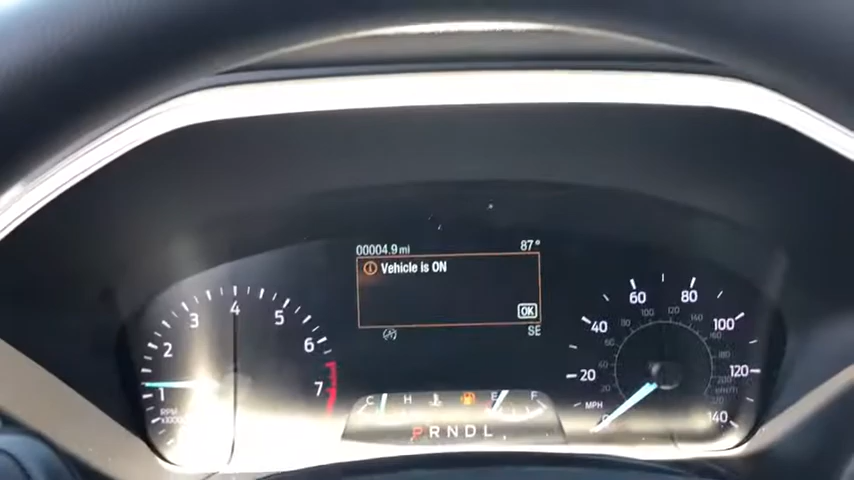 00004.9 mi 87°
Vehicle is ON
OK
SE
1 2 3 4 5 6 7
RPM
x1000
C H E F
P R N D L
20 40 60 80 100 120 140
MPH
km/h